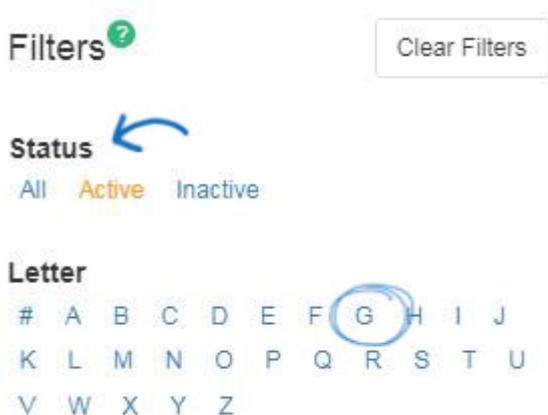 Filters ?
Clear Filters
Status
All Active Inactive
Letter
# A B C D E F G H I J
K L M N O P Q R S T U
V W X Y Z